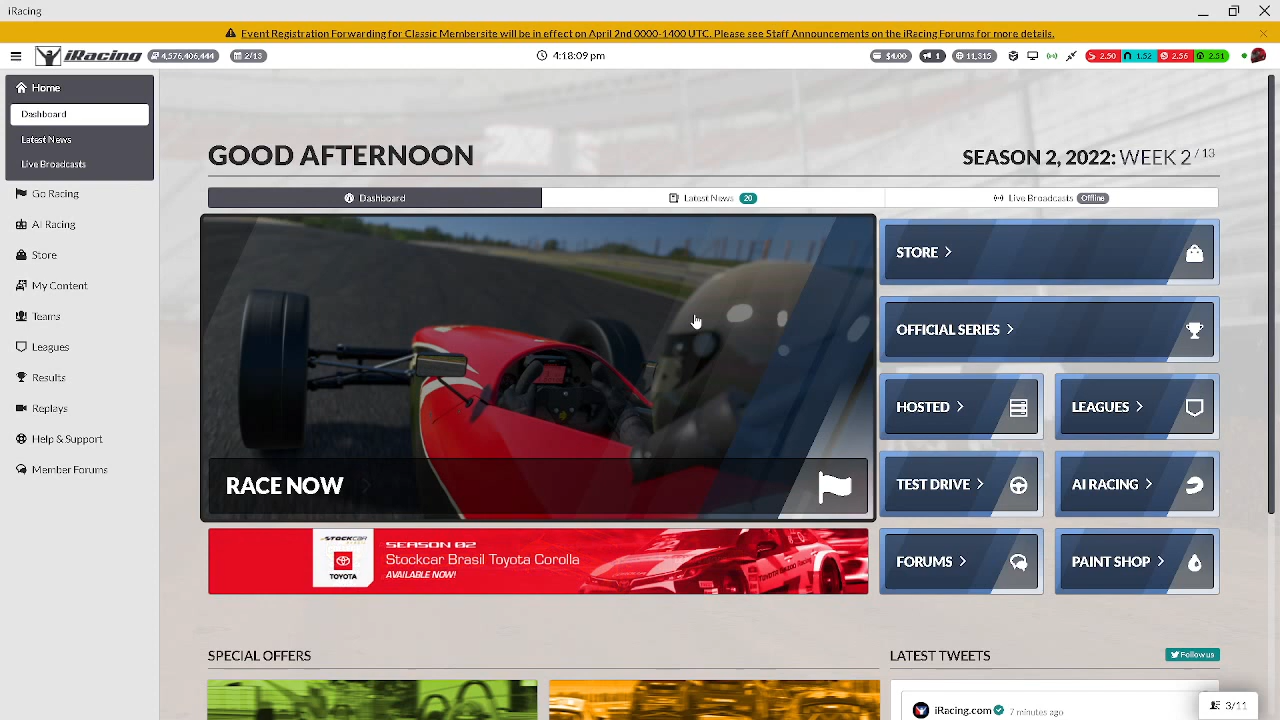 iRacing
Event Registration Forwarding for Classic Membersite will be in effect on April 2nd 0000-1400 UTC. Please see Staff Announcements on the iRacing Forums for more details.
iRacing
4,576,406,444
2/13
4:18:09 pm
$4.00
1
11,315
2.50
1.52
2.56
2.51
Home
Dashboard
Latest News
Live Broadcasts
Go Racing
AI Racing
Store
My Content
Teams
Leagues
Results
Replays
Help & Support
Member Forums
GOOD AFTERNOON
SEASON 2, 2022: WEEK 2 / 13
Dashboard
Latest News 20
Live Broadcasts Offline
RACE NOW
STORE
OFFICIAL SERIES
HOSTED
LEAGUES
TEST DRIVE
AI RACING
FORUMS
PAINT SHOP
STOCKCAR
TOYOTA
SEASON 02
Stockcar Brasil Toyota Corolla
AVAILABLE NOW!
TOYOTA GAZOO Racing
SPECIAL OFFERS
LATEST TWEETS
Follow us
iRacing.com
7 minutes ago
3/11